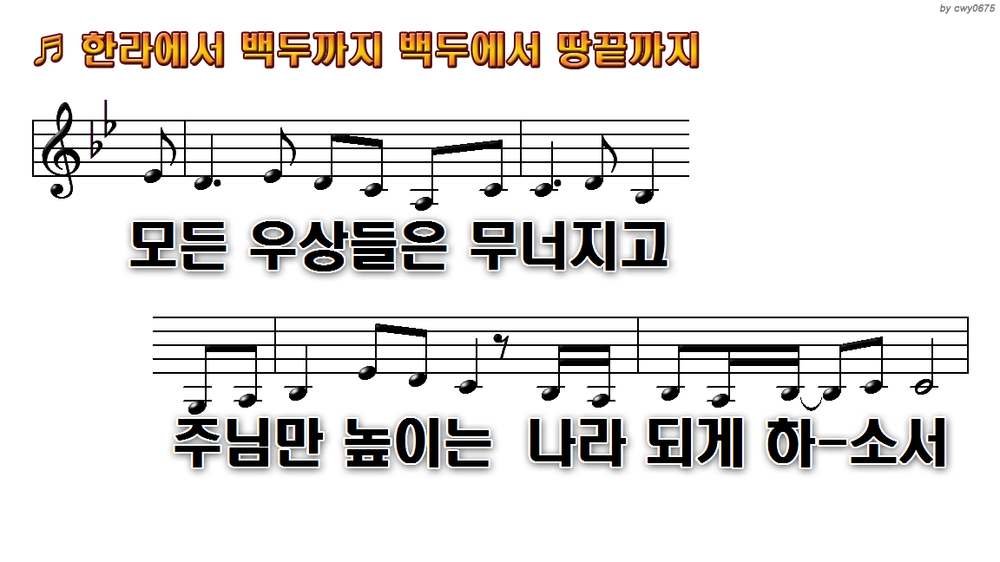 by cwy0675
♬ 한라에서 백두까지 백두에서 땅끝까지
모든 우상들은 무너지고
주님만 높이는 나라 되게 하-소서